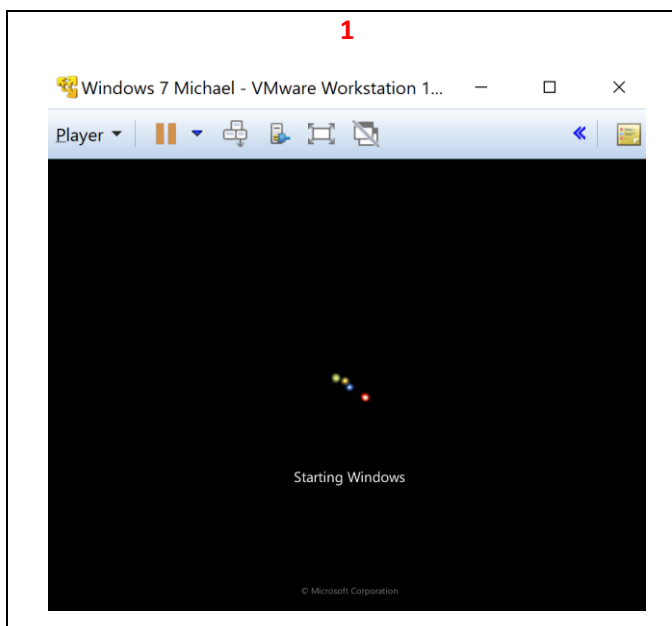 1
Windows 7 Michael - VMware Workstation 1...
Player
Starting Windows
© Microsoft Corporation